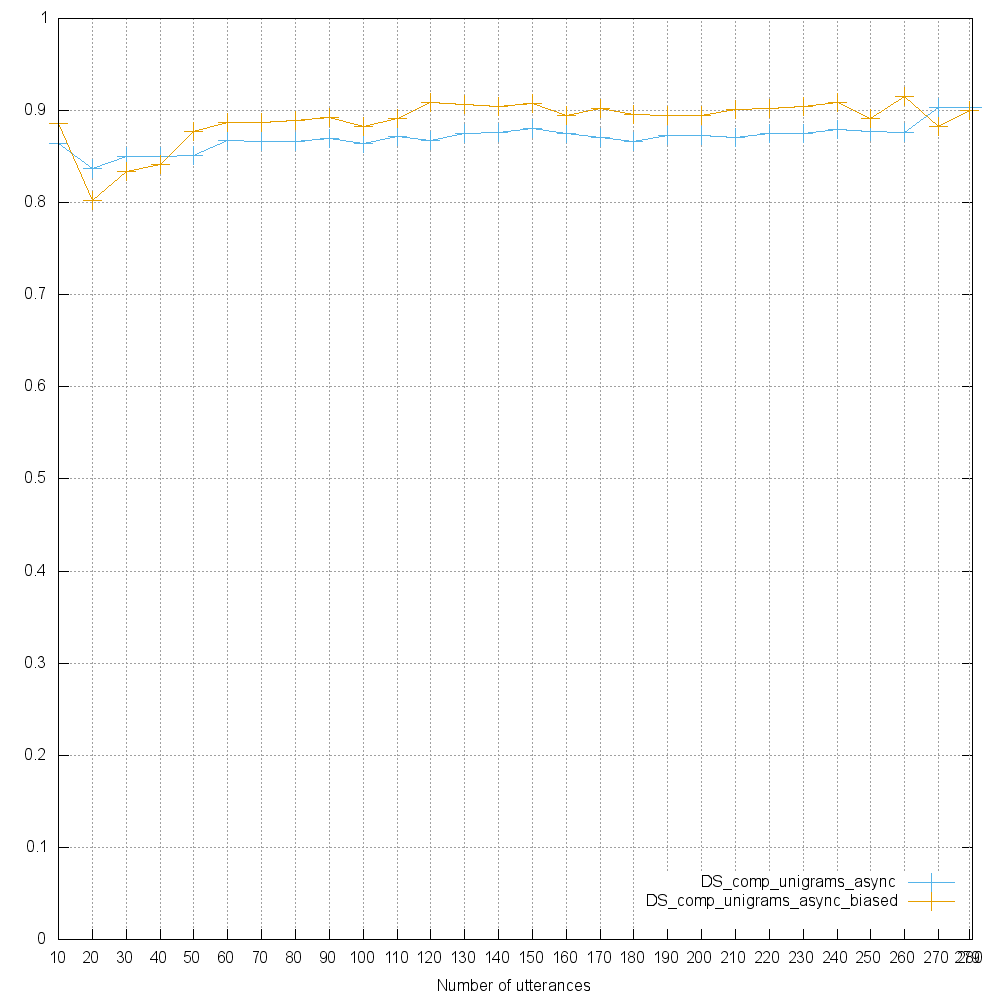 1
0.9
0.8
0.7
0.6
0.5
0.4
0.3
0.2
0.1
0
DS_comp_unigrams_async
DS_comp_unigrams_async_biased
10 20 30 40 50 60 70 80 90 100 110 120 130 140 150 160 170 180 190 200 210 220 230 240 250 260 270 279 280
Number of utterances